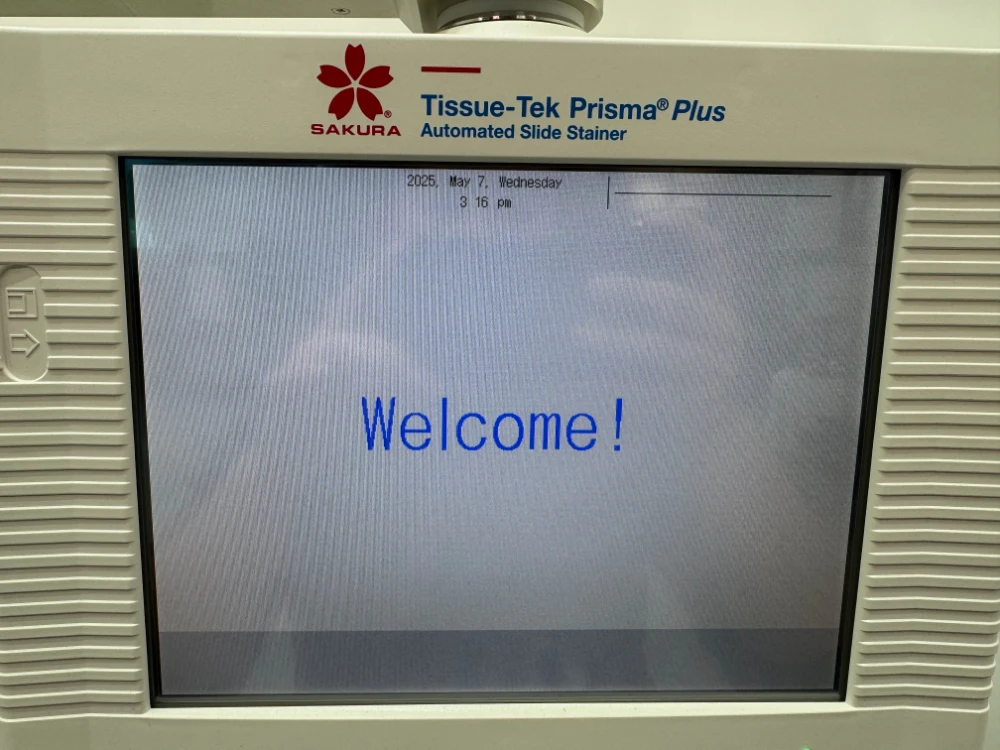 SAKURA®
Tissue-Tek Prisma® Plus
Automated Slide Stainer
2025, May 7, Wednesday
3 16 pm
Welcome!